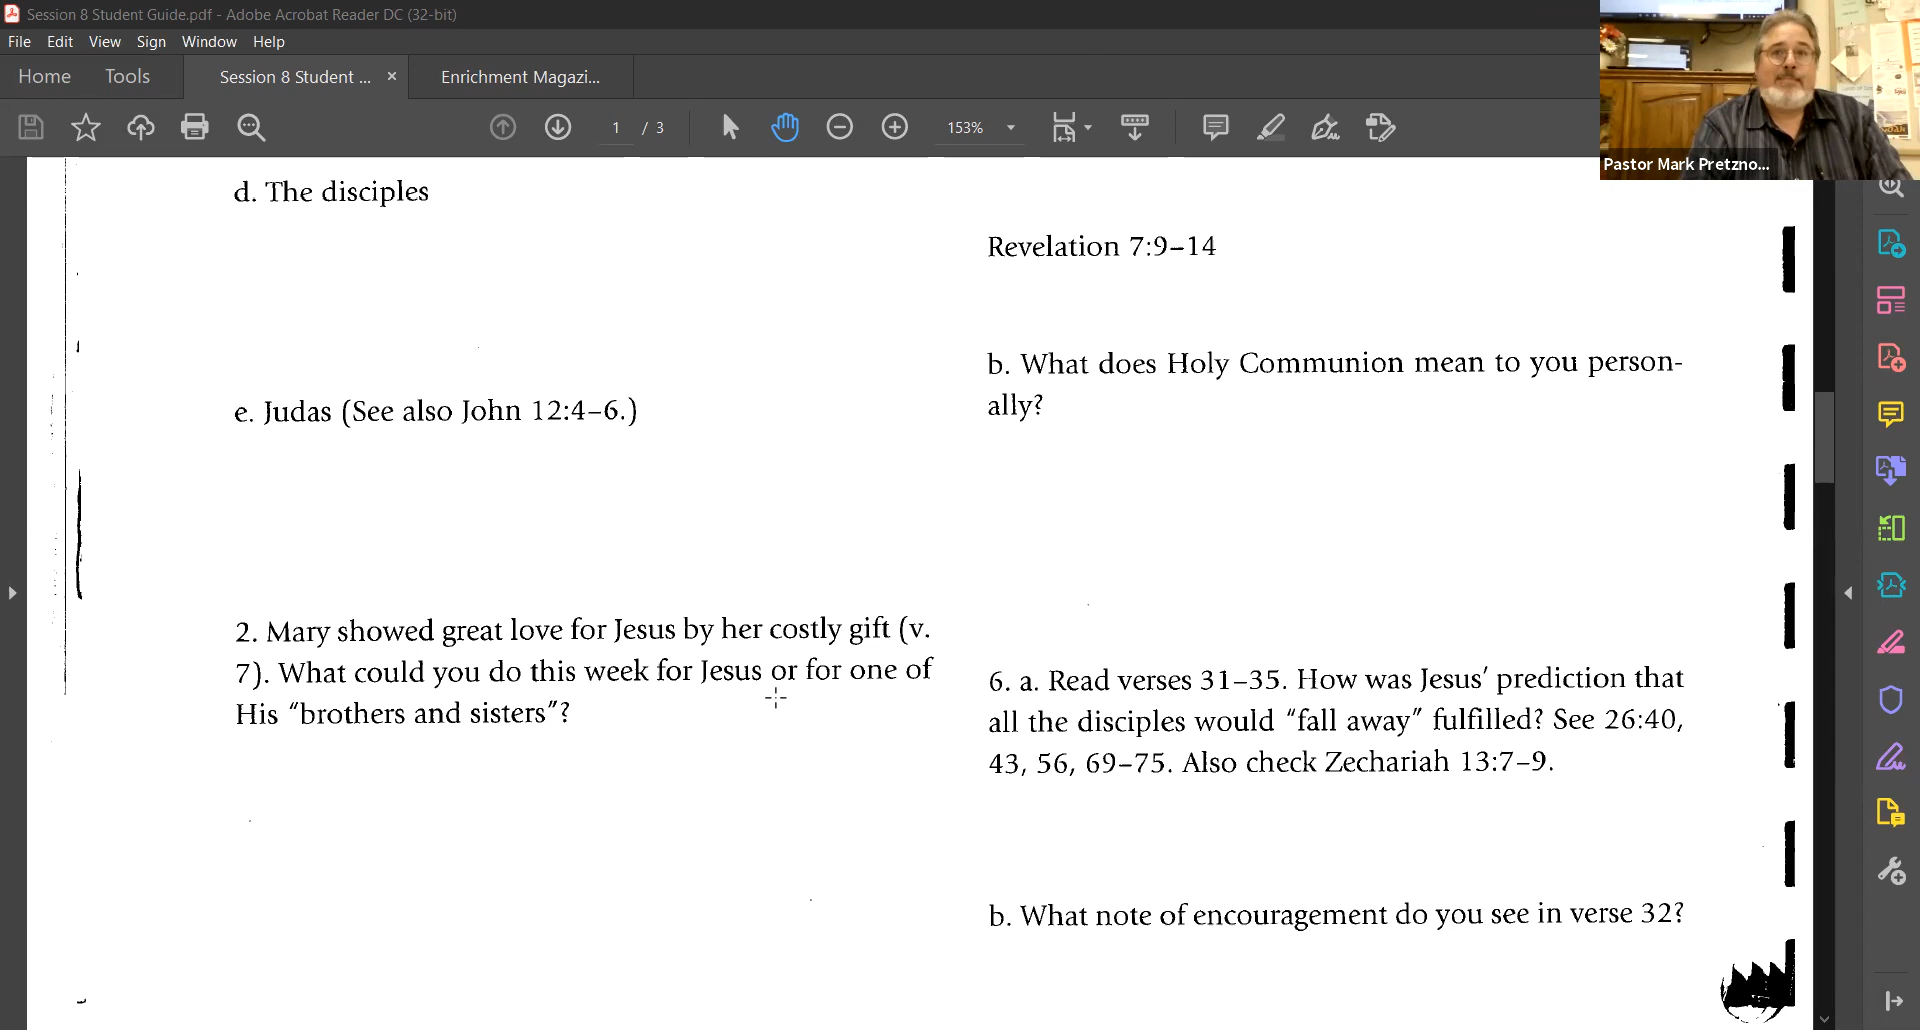 Session 8 Student Guide.pdf - Adobe Acrobat Reader DC (32-bit)
File Edit View Sign Window Help
Home Tools Session 8 Student ... × Enrichment Magazi...
1 / 3 153%
Pastor Mark Pretzno...
d. The disciples
e. Judas (See also John 12:4–6.)
2. Mary showed great love for Jesus by her costly gift (v.
7). What could you do this week for Jesus or for one of
His “brothers and sisters”?
Revelation 7:9–14
b. What does Holy Communion mean to you person-
ally?
6. a. Read verses 31–35. How was Jesus’ prediction that
all the disciples would “fall away” fulfilled? See 26:40,
43, 56, 69–75. Also check Zechariah 13:7–9.
b. What note of encouragement do you see in verse 32?